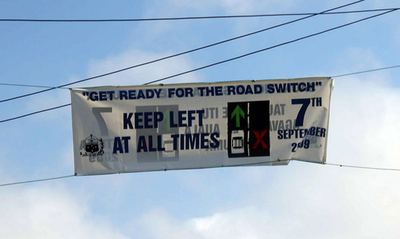 "GET READY FOR THE ROAD SWITCH"
KEEP LEFT
AT ALL TIMES
7TH
SEPTEMBER
2009